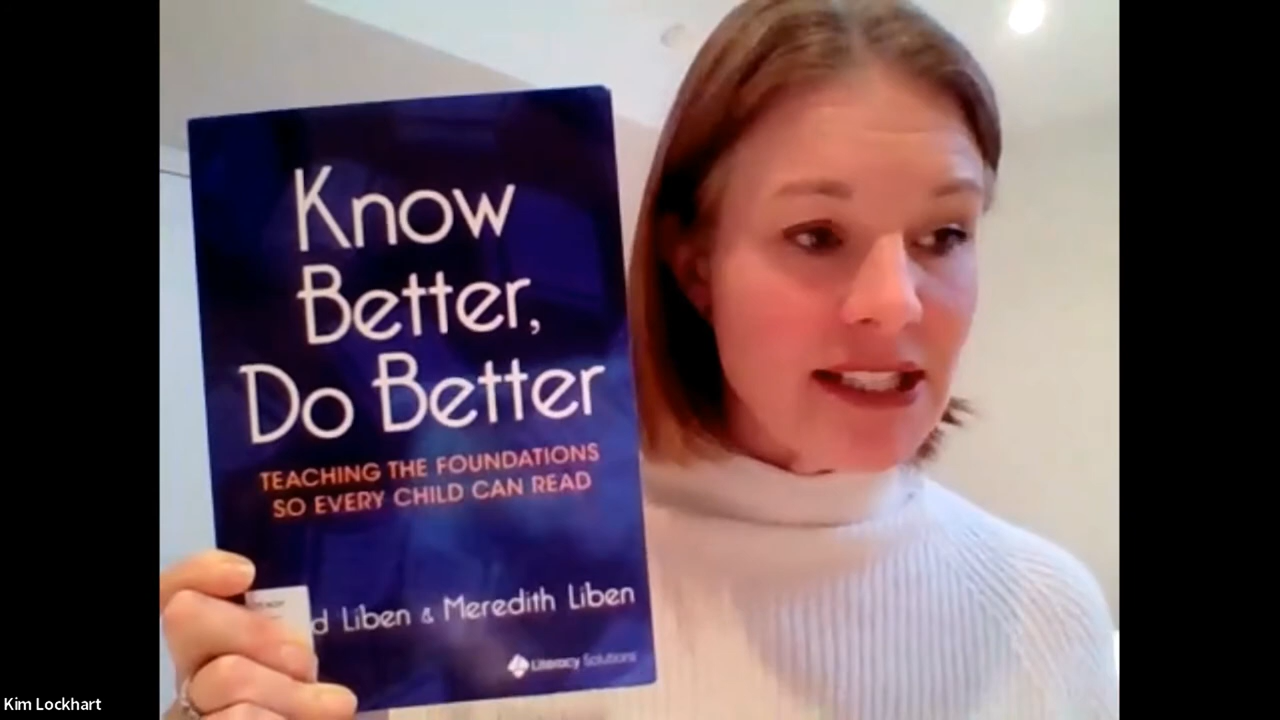 Know
Better,
Do Better
TEACHING THE FOUNDATIONS
SO EVERY CHILD CAN READ
d Liben & Meredith Liben
Literacy Solutions
Kim Lockhart